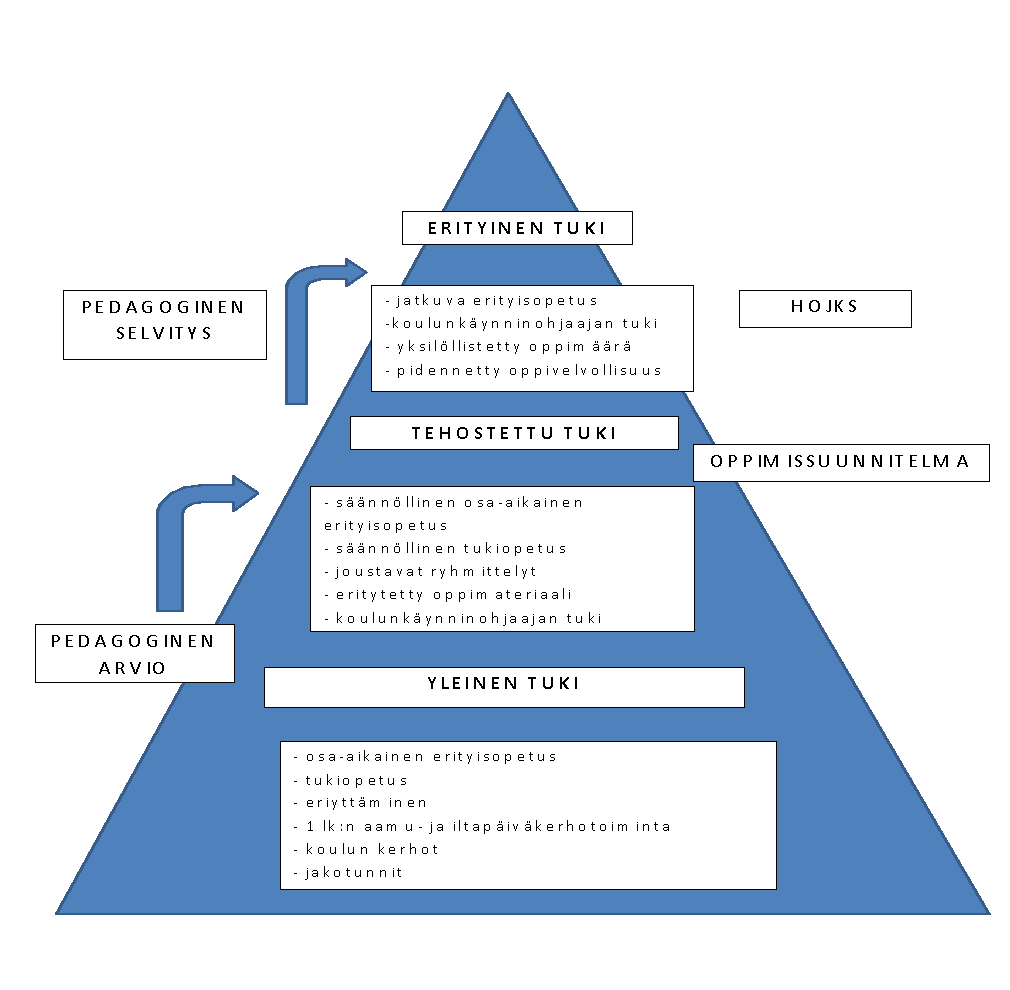 ERITYINEN TUKI
PEDAGOGINEN
SELVITYS
- jatkuva erityisopetus
-koulunkäynninohjaajan tuki
- yksilöllistetty oppimäärä
- pidennetty oppivelvollisuus
HOJKS
TEHOSTETTU TUKI
OPPIMISSUUNNITELMA
- säännöllinen osa-aikainen
erityisopetus
- säännöllinen tukiopetus
- joustavat ryhmittelyt
- eritytetty oppimateriaali
- koulunkäynninohjaajan tuki
PEDAGOGINEN
ARVIO
YLEINEN TUKI
- osa-aikainen erityisopetus
- tukiopetus
- eriyttäminen
- 1 lk:n aamu- ja iltapäiväkerhotoiminta
- koulun kerhot
- jakotunnit